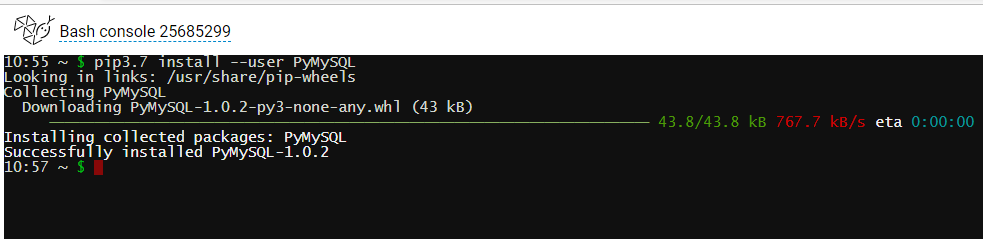 Bash console 25685299
10:55 ~ $ pip3.7 install --user PyMySQL
Looking in links: /usr/share/pip-wheels
Collecting PyMySQL
  Downloading PyMySQL-1.0.2-py3-none-any.whl (43 kB)
     ━━━━━━━━━━━━━━━━━━━━━━━━━━━━━━━━━━━━━━━━ 43.8/43.8 kB 767.7 kB/s eta 0:00:00
Installing collected packages: PyMySQL
Successfully installed PyMySQL-1.0.2
10:57 ~ $